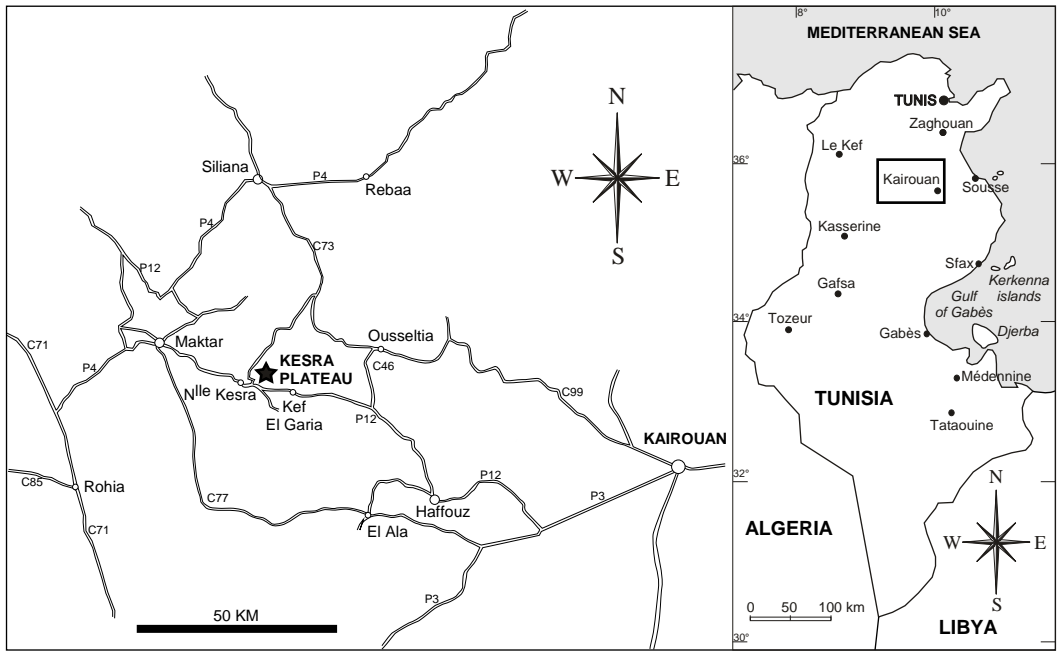 N
W
E
S
Siliana
P4
Rebaa
P4
C73
P12
Maktar
Ousseltia
C71
KESRA
PLATEAU
C46
P4
Nlle Kesra
Kef
El Garia
P12
C99
KAIROUAN
C85
Rohia
C77
P12
Haffouz
P3
El Ala
C71
P3
50 KM
8°
10°
MEDITERRANEAN SEA
TUNIS
Zaghouan
Le Kef
36°
Kairouan
Sousse
Kasserine
Sfax
Kerkenna
islands
Gafsa
Gulf
of Gabès
Tozeur
34°
Gabès
Djerba
Médennine
TUNISIA
Tataouine
32°
N
ALGERIA
W
E
S
0 50 100 km
LIBYA
30°